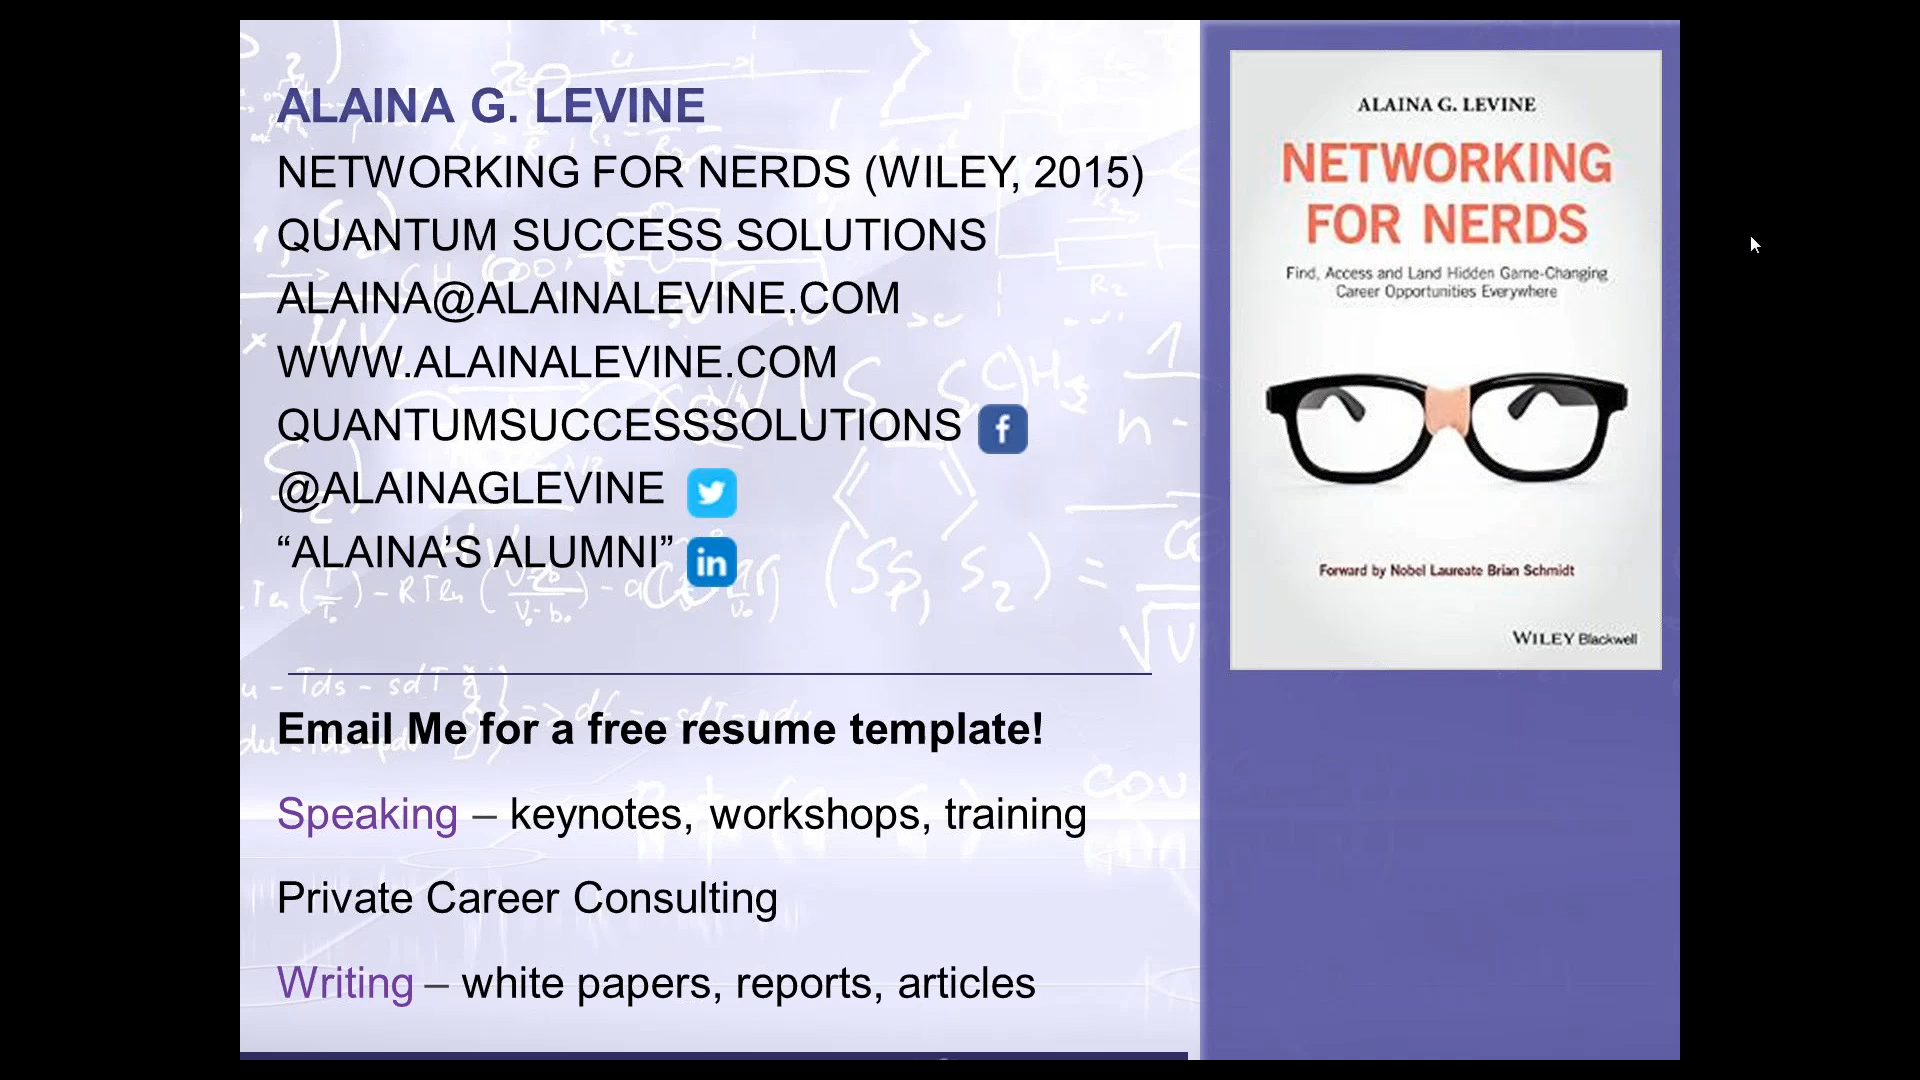 ALAINA G. LEVINE
NETWORKING FOR NERDS (WILEY, 2015)
QUANTUM SUCCESS SOLUTIONS
ALAINA@ALAINALEVINE.COM
WWW.ALAINALEVINE.COM
QUANTUMSUCCESSSOLUTIONS f
@ALAINAGLEVINE
“ALAINA’S ALUMNI” in
Email Me for a free resume template!
Speaking – keynotes, workshops, training
Private Career Consulting
Writing – white papers, reports, articles
ALAINA G. LEVINE
NETWORKING
FOR NERDS
Find, Access and Land Hidden Game-Changing
Career Opportunities Everywhere
Forward by Nobel Laureate Brian Schmidt
WILEY Blackwell